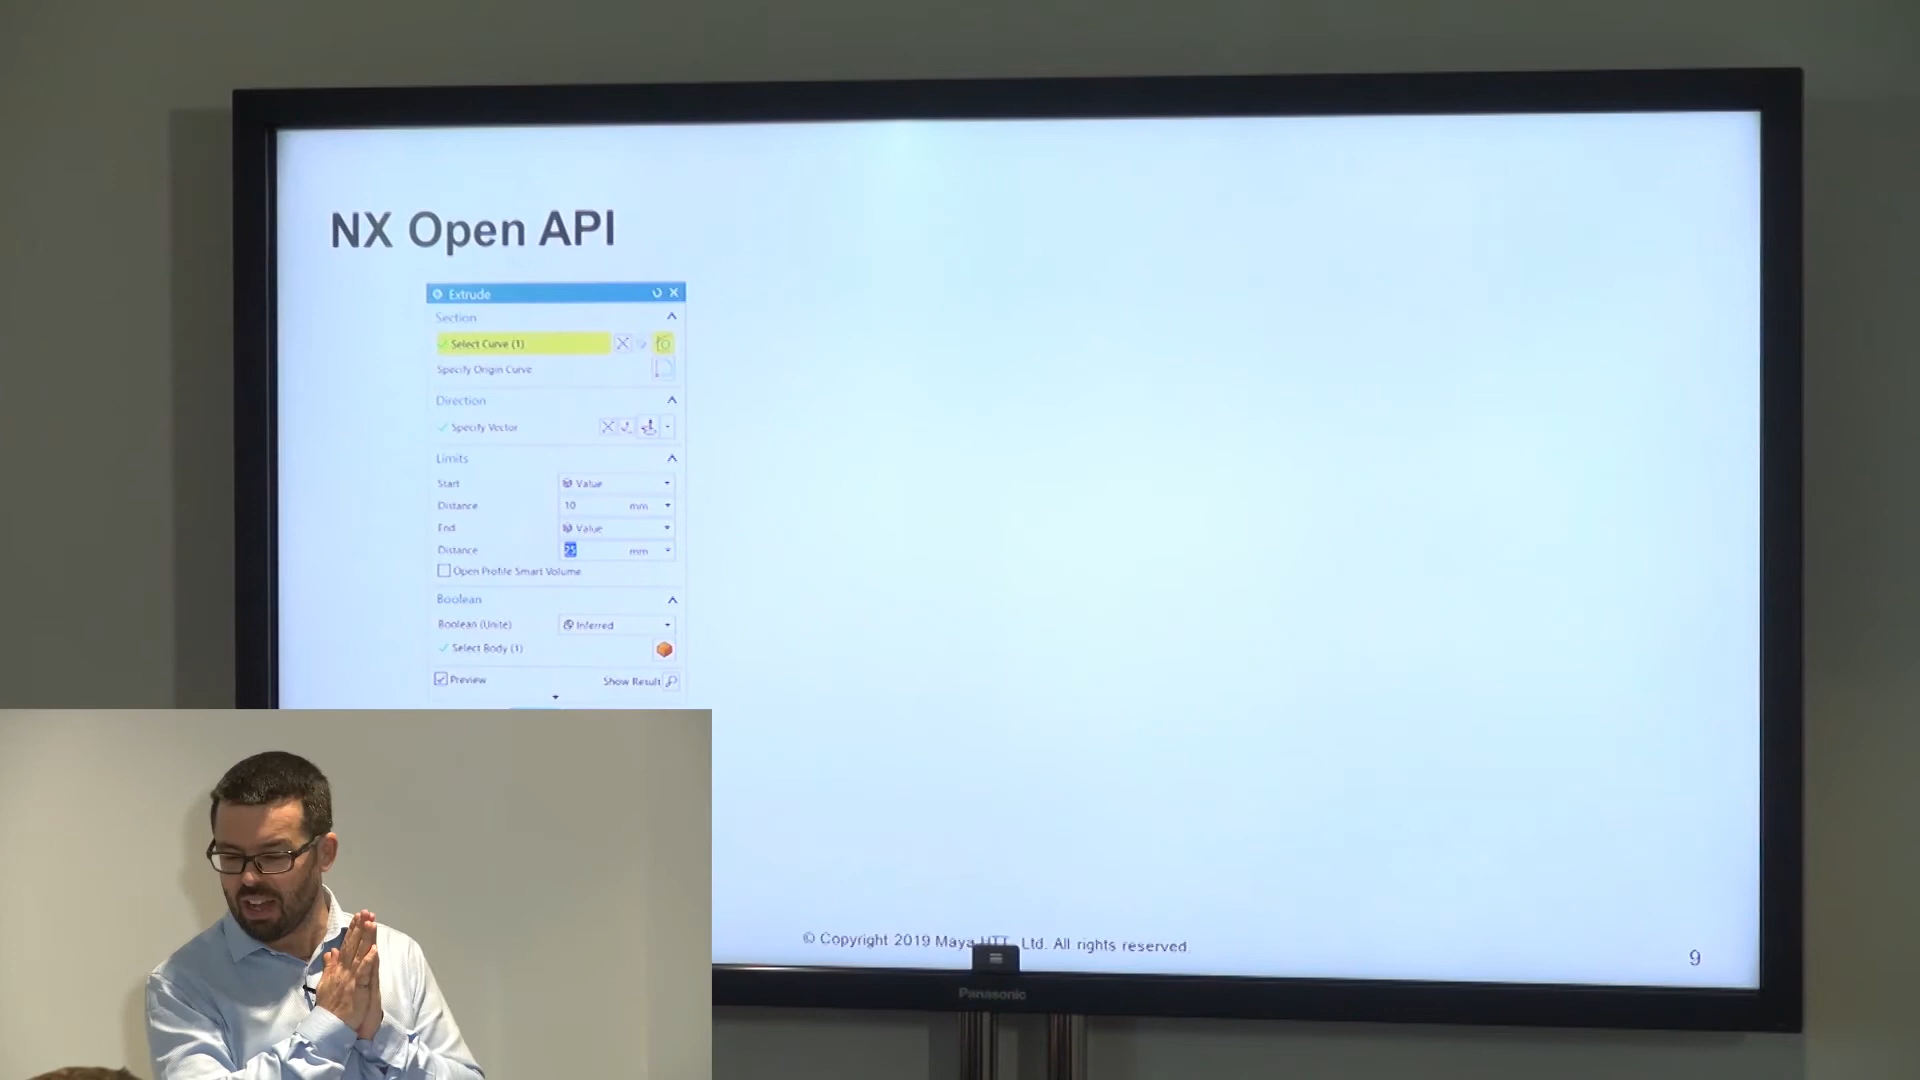 NX Open API
Extrude
Section
Select Curve (1)
Specify Origin Curve
Direction
Specify Vector
Limits
Start Value
Distance 10 mm
End Value
Distance 25 mm
Open Profile Smart Volume
Boolean
Boolean (Unite) Inferred
Select Body (1)
Preview Show Result
© Copyright 2019 Maya HTT Ltd. All rights reserved.
9
Panasonic